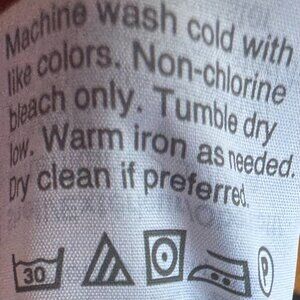 Machine wash cold with
like colors. Non-chlorine
bleach only. Tumble dry
low. Warm iron as needed.
Dry clean if preferred.
30 P